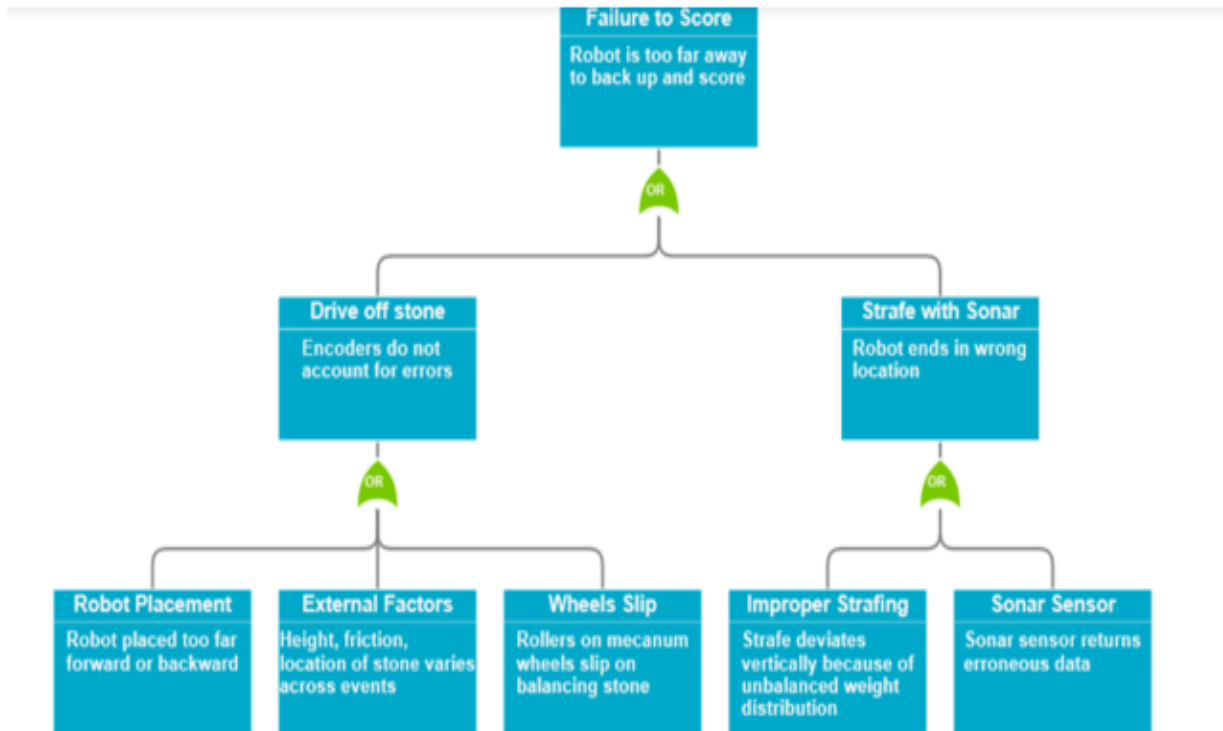 Failure to Score
Robot is too far away
to back up and score
OR
Drive off stone
Encoders do not
account for errors
Strafe with Sonar
Robot ends in wrong
location
OR
OR
Robot Placement
Robot placed too far
forward or backward
External Factors
Height, friction,
location of stone varies
across events
Wheels Slip
Rollers on mecanum
wheels slip on
balancing stone
Improper Strafing
Strafe deviates
vertically because of
unbalanced weight
distribution
Sonar Sensor
Sonar sensor returns
erroneous data